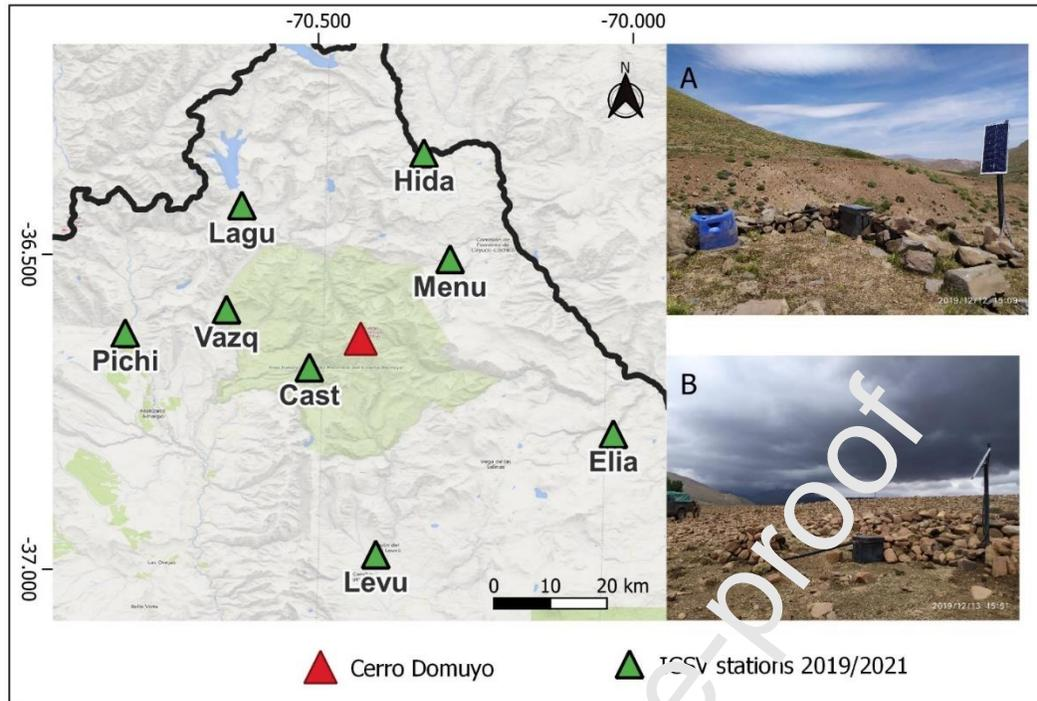 -70.500
-70.000
-36.500
-37.000
N
Hida
Lagu
Menu
Vazq
Pichi
Cast
Elia
Levu
0 10 20 km
A
2019/12/12 15:09
B
2019/12/13 15:51
Cerro Domuyo
stations 2019/2021
e-proof